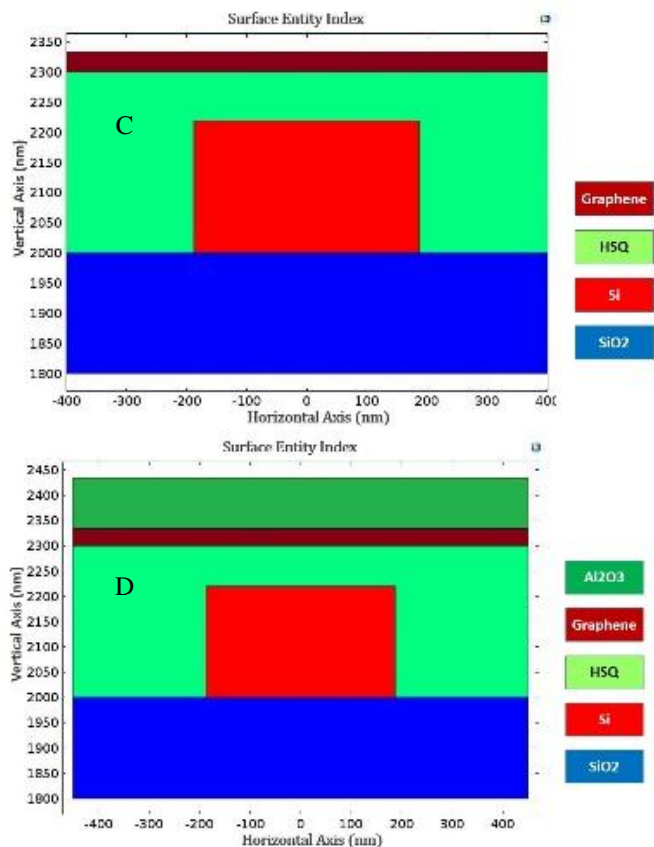 Surface Entity Index
2350
2300
2250
2200
2150
2100
2050
2000
1950
1900
1850
1800
Vertical Axis (nm)
C
-400 -300 -200 -100 0 100 200 300 400
Horizontal Axis (nm)
Graphene
HSQ
Si
SiO2
Surface Entity Index
2450
2400
2350
2300
2250
2200
2150
2100
2050
2000
1950
1900
1850
1800
Vertical Axis (nm)
D
-400 -300 -200 -100 0 100 200 300 400
Horizontal Axis (nm)
Al2O3
Graphene
HSQ
Si
SiO2